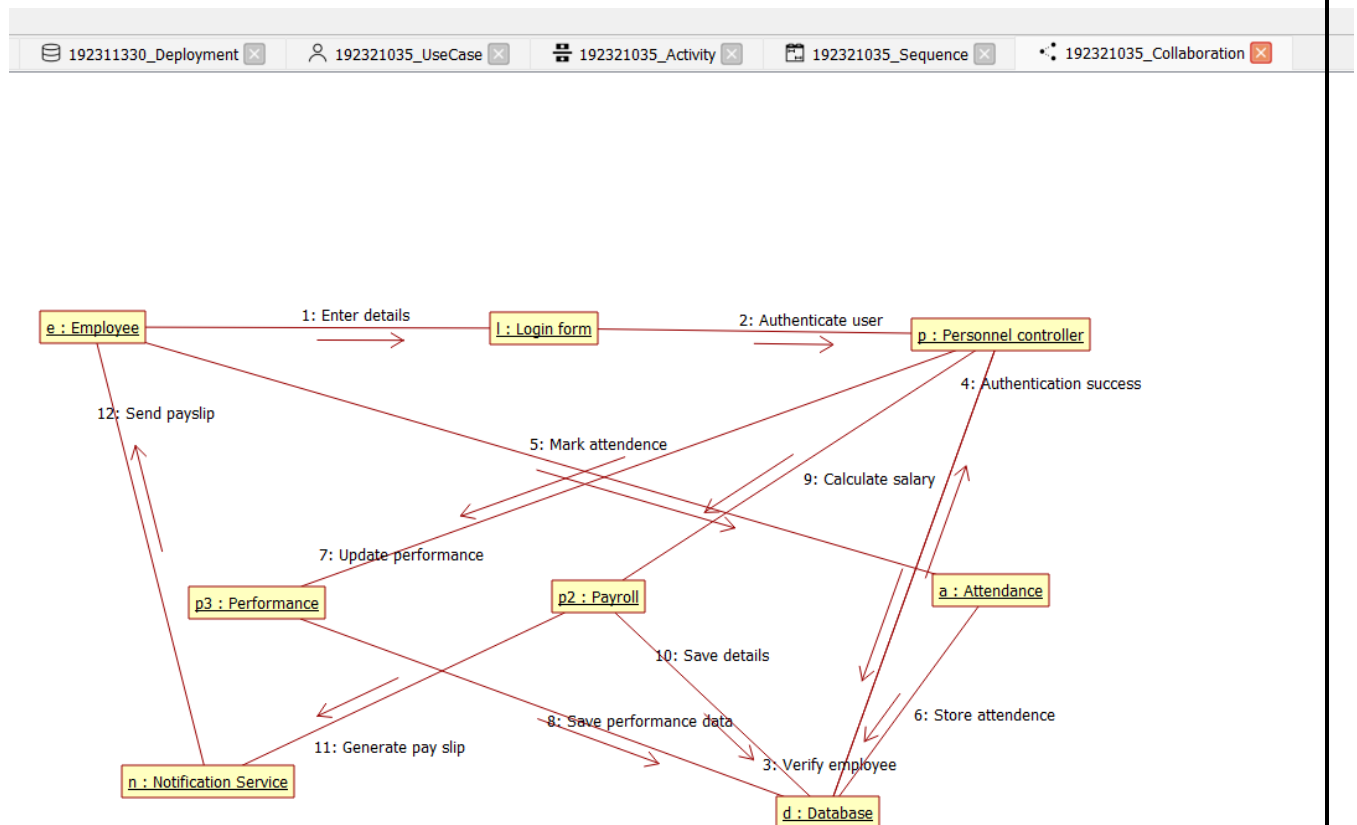 192311330_Deployment
192321035_UseCase
192321035_Activity
192321035_Sequence
192321035_Collaboration
e : Employee
1: Enter details
l : Login form
2: Authenticate user
p : Personnel controller
4: Authentication success
12: Send payslip
5: Mark attendence
9: Calculate salary
7: Update performance
p3 : Performance
p2 : Payroll
a : Attendance
10: Save details
6: Store attendence
8: Save performance data
11: Generate pay slip
3: Verify employee
n : Notification Service
d : Database